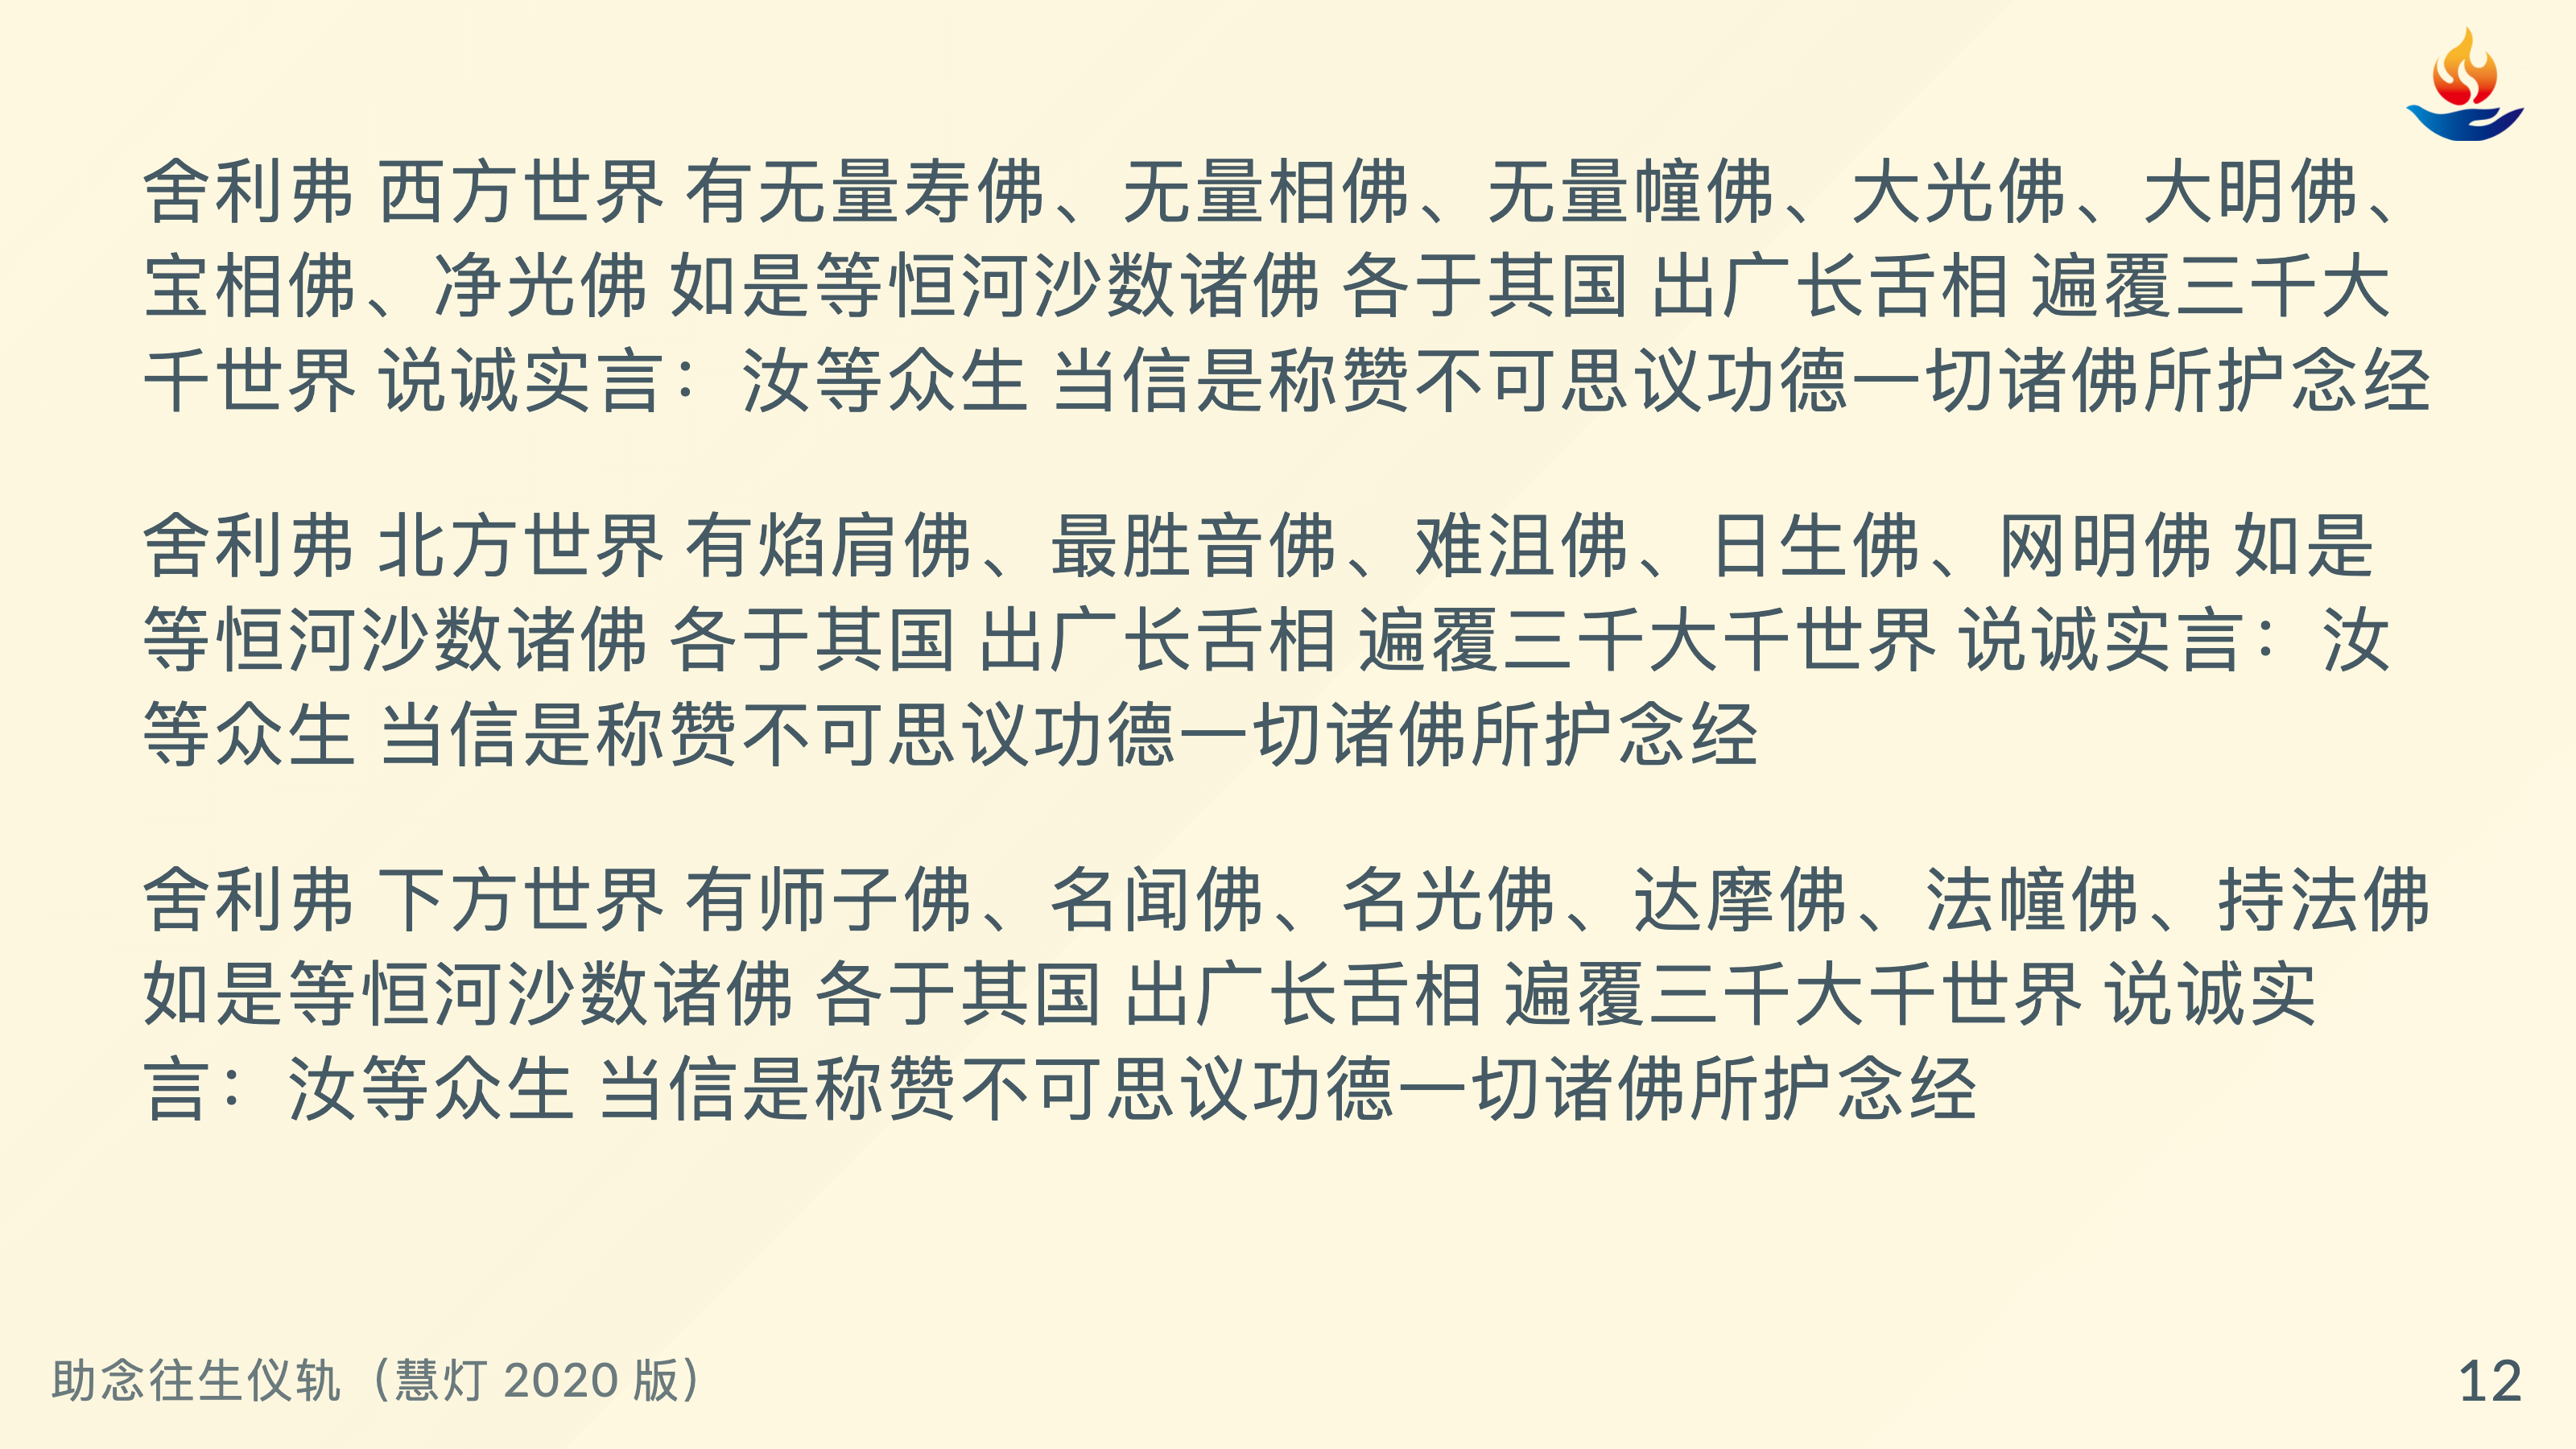 舍利弗 西方世界 有无量寿佛、无量相佛、无量幢佛、大光佛、大明佛、
宝相佛、净光佛 如是等恒河沙数诸佛 各于其国 出广长舌相 遍覆三千大
千世界 说诚实言：汝等众生 当信是称赞不可思议功德一切诸佛所护念经
舍利弗 北方世界 有焰肩佛、最胜音佛、难沮佛、日生佛、网明佛 如是
等恒河沙数诸佛 各于其国 出广长舌相 遍覆三千大千世界 说诚实言：汝
等众生 当信是称赞不可思议功德一切诸佛所护念经
舍利弗 下方世界 有师子佛、名闻佛、名光佛、达摩佛、法幢佛、持法佛
如是等恒河沙数诸佛 各于其国 出广长舌相 遍覆三千大千世界 说诚实
言：汝等众生 当信是称赞不可思议功德一切诸佛所护念经
助念往生仪轨（慧灯 2020 版）
12